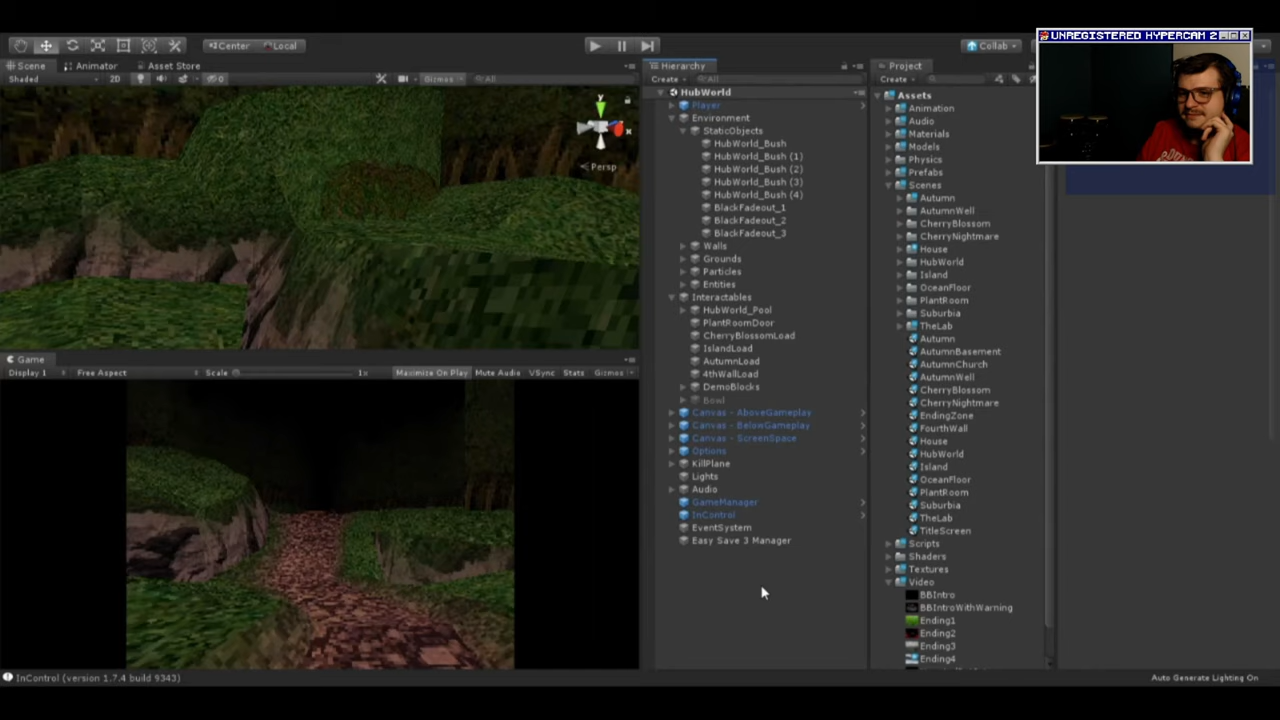 Center Local
Collab
UNREGISTERED HYPERCAM 2
Scene Animator Asset Store
Shaded 2D 0 Gizmos All
y
x
Persp
Game
Display 1 Free Aspect Scale 1x Maximize On Play Mute Audio VSync Stats Gizmos
Hierarchy
Create All
HubWorld
Player
Environment
StaticObjects
HubWorld_Bush
HubWorld_Bush (1)
HubWorld_Bush (2)
HubWorld_Bush (3)
HubWorld_Bush (4)
BlackFadeout_1
BlackFadeout_2
BlackFadeout_3
Walls
Grounds
Particles
Entities
Interactables
HubWorld_Pool
PlantRoomDoor
CherryBlossomLoad
IslandLoad
AutumnLoad
4thWallLoad
DemoBlocks
Bowl
Canvas - AboveGameplay
Canvas - BelowGameplay
Canvas - ScreenSpace
Options
KillPlane
Lights
Audio
GameManager
InControl
EventSystem
Easy Save 3 Manager
Project
Create
Assets
Animation
Audio
Materials
Models
Physics
Prefabs
Scenes
Autumn
AutumnWell
CherryBlossom
CherryNightmare
House
HubWorld
Island
OceanFloor
PlantRoom
Suburbia
TheLab
Autumn
AutumnBasement
AutumnChurch
AutumnWell
CherryBlossom
CherryNightmare
EndingZone
FourthWall
House
HubWorld
Island
OceanFloor
PlantRoom
Suburbia
TheLab
TitleScreen
Scripts
Shaders
Textures
Video
BBIntro
BBIntroWithWarning
Ending1
Ending2
Ending3
Ending4
InControl (version 1.7.4 build 9343)
Auto Generate Lighting On